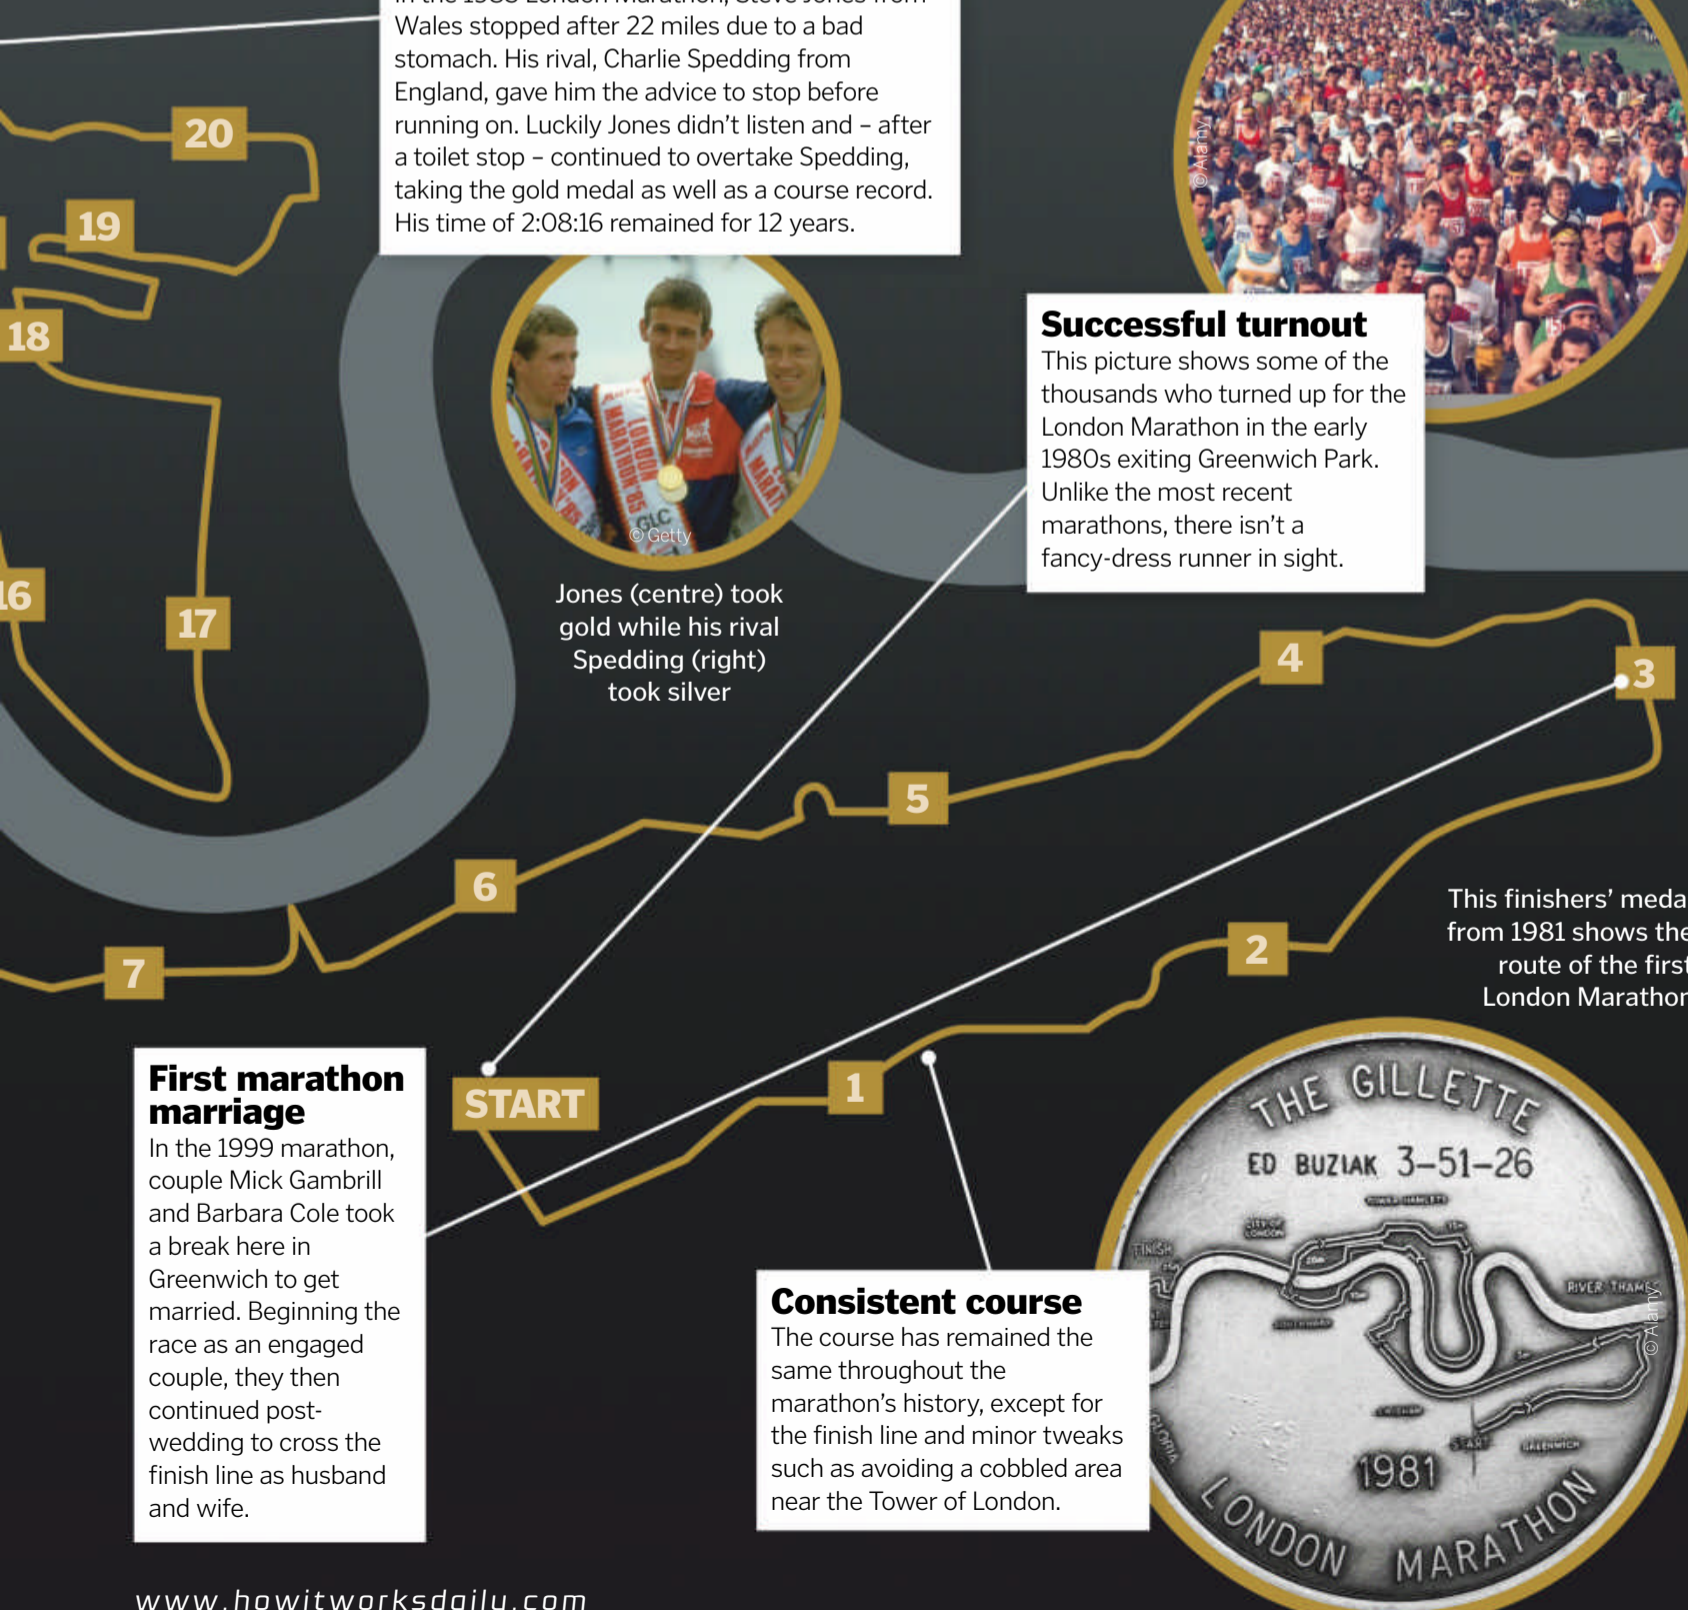 Wales stopped after 22 miles due to a bad
stomach. His rival, Charlie Spedding from
England, gave him the advice to stop before
running on. Luckily Jones didn't listen and – after
a toilet stop – continued to overtake Spedding,
taking the gold medal as well as a course record.
His time of 2:08:16 remained for 12 years.
© Alamy
20
19
18
16
17
LONDON
MARATHON '85
GLC
© Getty
Jones (centre) took
gold while his rival
Spedding (right)
took silver
Successful turnout
This picture shows some of the
thousands who turned up for the
London Marathon in the early
1980s exiting Greenwich Park.
Unlike the most recent
marathons, there isn't a
fancy-dress runner in sight.
4
3
5
6
7
2
1
START
First marathon
marriage
In the 1999 marathon,
couple Mick Gambrill
and Barbara Cole took
a break here in
Greenwich to get
married. Beginning the
race as an engaged
couple, they then
continued post-
wedding to cross the
finish line as husband
and wife.
Consistent course
The course has remained the
same throughout the
marathon's history, except for
the finish line and minor tweaks
such as avoiding a cobbled area
near the Tower of London.
This finishers' meda
from 1981 shows the
route of the first
London Marathon
THE GILLETTE
ED BUZIAK 3–51–26
TOWER HAMLETS
CITY OF
LONDON
FINISH
RIVER THAMES
© Alamy
START
GREENWICH
1981
LONDON MARATHON
www.howitworksdaily.com